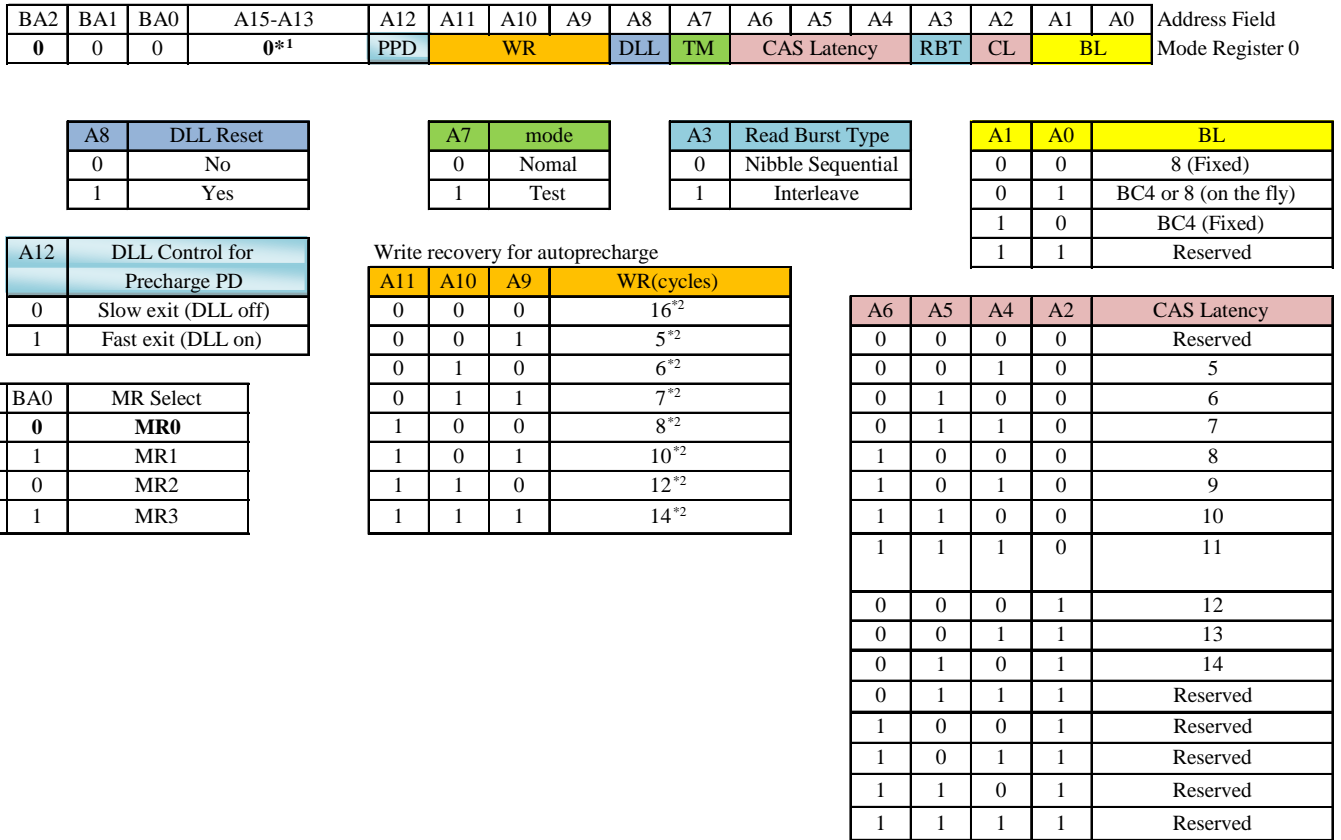 BA2 BA1 BA0 A15-A13 A12 A11 A10 A9 A8 A7 A6 A5 A4 A3 A2 A1 A0 Address Field
0 0 0 0*1 PPD WR DLL TM CAS Latency RBT CL BL Mode Register 0
A8 DLL Reset
0 No
1 Yes
A7 mode
0 Nomal
1 Test
A3 Read Burst Type
0 Nibble Sequential
1 Interleave
A1 A0 BL
0 0 8 (Fixed)
0 1 BC4 or 8 (on the fly)
1 0 BC4 (Fixed)
1 1 Reserved
A12 DLL Control for
Precharge PD
0 Slow exit (DLL off)
1 Fast exit (DLL on)
BA0 MR Select
0 MR0
1 MR1
0 MR2
1 MR3
Write recovery for autoprecharge
A11 A10 A9 WR(cycles)
0 0 0 16*2
0 0 1 5*2
0 1 0 6*2
0 1 1 7*2
1 0 0 8*2
1 0 1 10*2
1 1 0 12*2
1 1 1 14*2
A6 A5 A4 A2 CAS Latency
0 0 0 0 Reserved
0 0 1 0 5
0 1 0 0 6
0 1 1 0 7
1 0 0 0 8
1 0 1 0 9
1 1 0 0 10
1 1 1 0 11
0 0 0 1 12
0 0 1 1 13
0 1 0 1 14
0 1 1 1 Reserved
1 0 0 1 Reserved
1 0 1 1 Reserved
1 1 0 1 Reserved
1 1 1 1 Reserved